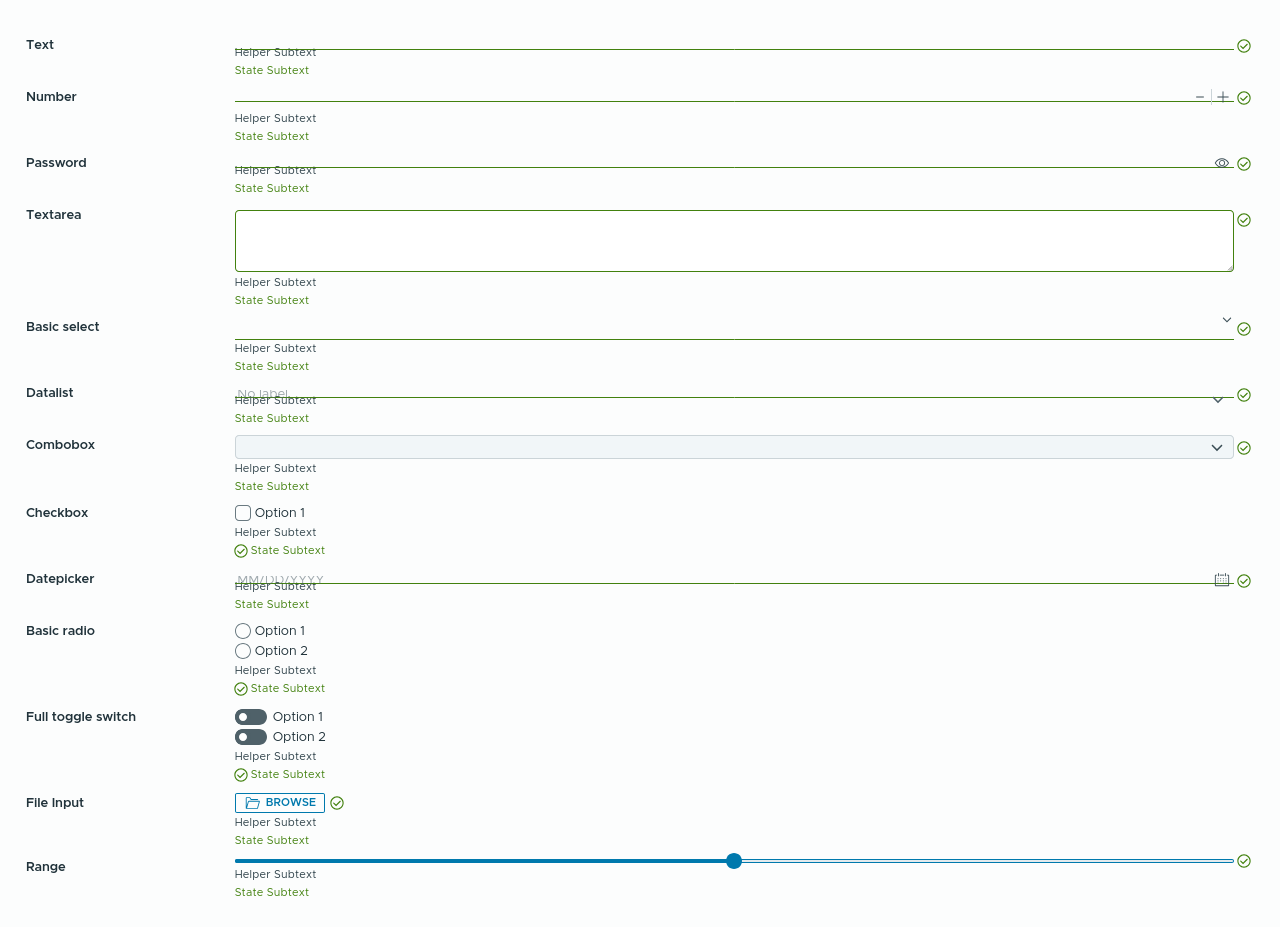 Text
Helper Subtext
State Subtext
Number
Helper Subtext
State Subtext
Password
Helper Subtext
State Subtext
Textarea
Helper Subtext
State Subtext
Basic select
Helper Subtext
State Subtext
Datalist
No label
Helper Subtext
State Subtext
Combobox
Helper Subtext
State Subtext
Checkbox
Option 1
Helper Subtext
State Subtext
Datepicker
MM/DD/YYYY
Helper Subtext
State Subtext
Basic radio
Option 1
Option 2
Helper Subtext
State Subtext
Full toggle switch
Option 1
Option 2
Helper Subtext
State Subtext
File Input
BROWSE
Helper Subtext
State Subtext
Range
Helper Subtext
State Subtext